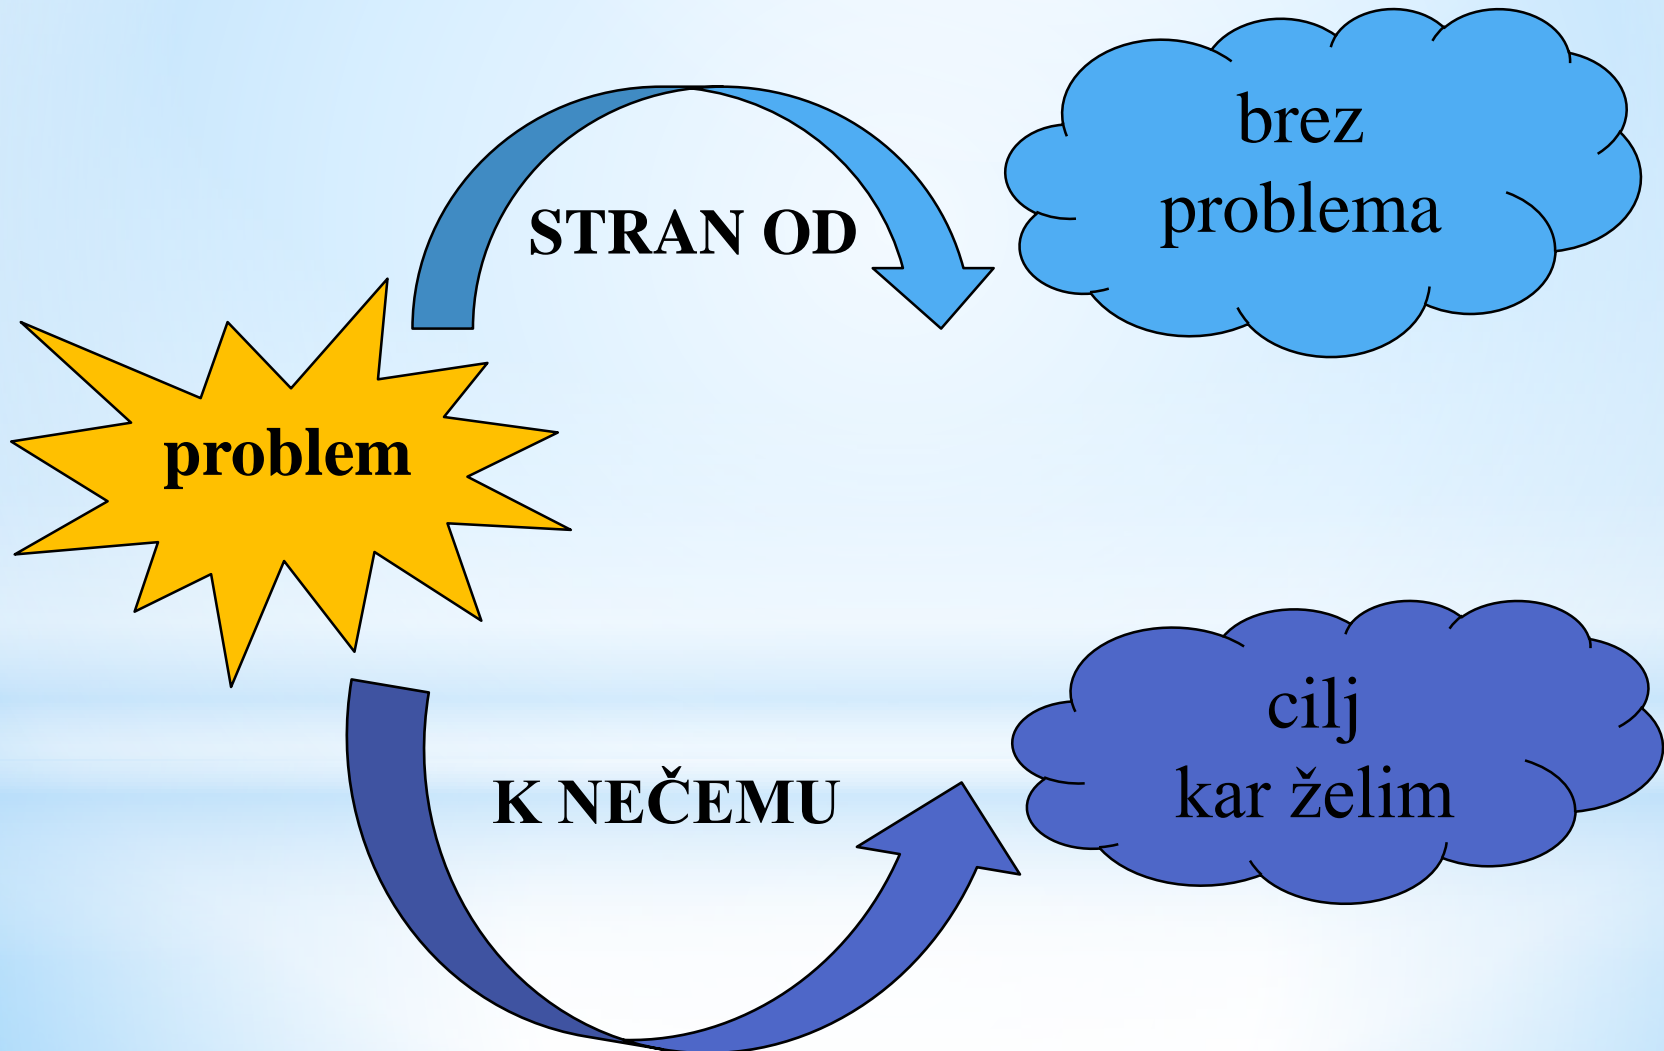 brez
problema
STRAN OD
problem
cilj
kar želim
K NEČEMU